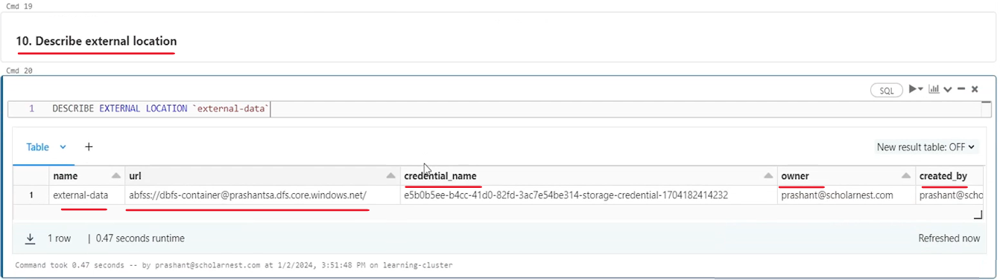 Cmd 19
10. Describe external location
Cmd 20
SQL
1 DESCRIBE EXTERNAL LOCATION `external-data`
Table
New result table: OFF
name url credential_name owner created_by
1 external-data abfss://dbfs-container@prashantsa.dfs.core.windows.net/ e5b0b5ee-b4cc-41d0-82fd-3ac7e54be314-storage-credential-1704182414232 prashant@scholarnest.com prashant@scho
1 row | 0.47 seconds runtime
Refreshed now
Command took 0.47 seconds -- by prashant@scholarnest.com at 1/2/2024, 3:51:48 PM on learning-cluster